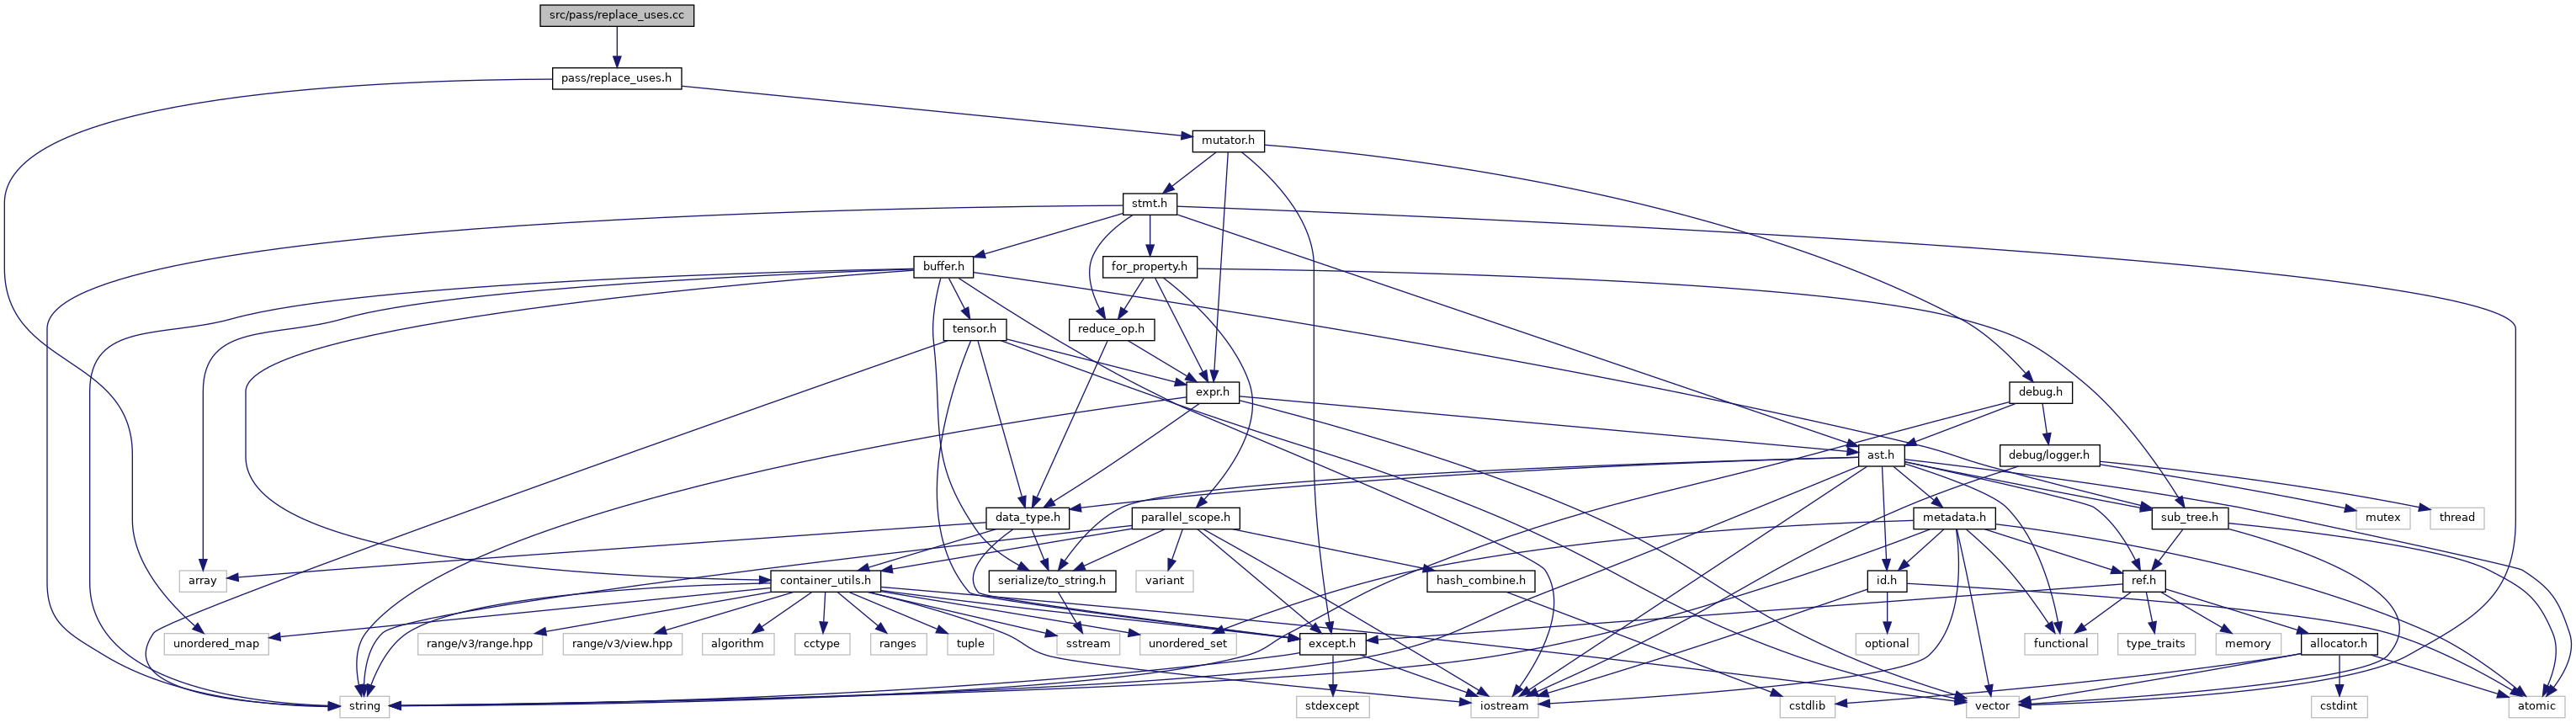 src/pass/replace_uses.cc
pass/replace_uses.h
mutator.h
stmt.h
buffer.h
for_property.h
tensor.h
reduce_op.h
expr.h
debug.h
ast.h
debug/logger.h
data_type.h
parallel_scope.h
metadata.h
sub_tree.h
mutex
thread
array
container_utils.h
serialize/to_string.h
variant
hash_combine.h
id.h
ref.h
unordered_map
range/v3/range.hpp
range/v3/view.hpp
algorithm
cctype
ranges
tuple
sstream
unordered_set
except.h
optional
functional
type_traits
memory
allocator.h
string
stdexcept
iostream
cstdlib
vector
cstdint
atomic